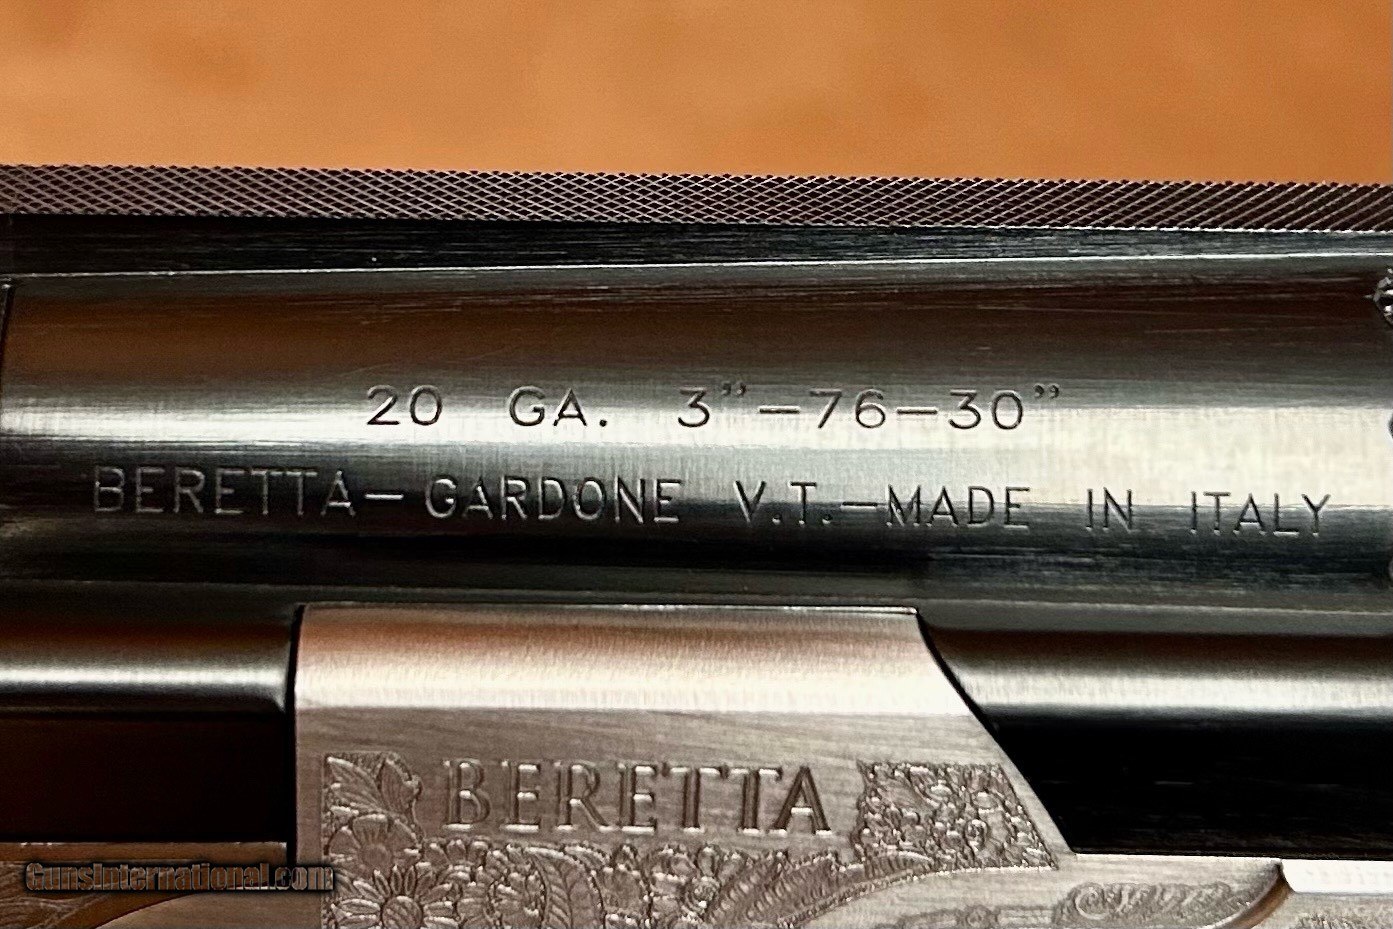 20 GA. 3”–76–30”
BERETTA–GARDONE V.T.–MADE IN ITALY
BERETTA
GunsInternational.com